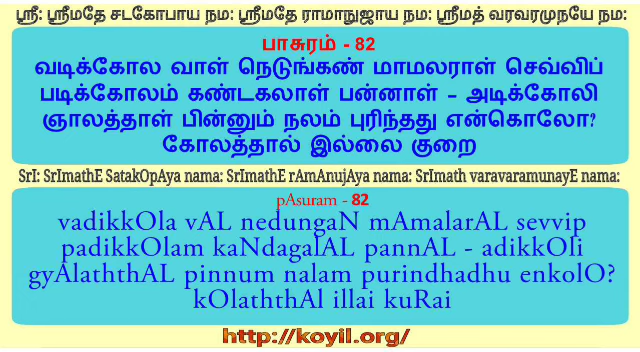 ஸ்ரீ: ஸ்ரீமதே சடகோபாய நம: ஸ்ரீமதே ராமாநுஜாய நம: ஸ்ரீமத் வரவரமுநயே நம:
பாசுரம் - 82
வடிக்கோல வாள் நெடுங்கண் மாமலராள் செவ்விப்
படிக்கோலம் கண்டகலாள் பன்னாள் – அடிக்கோலி
ஞாலத்தாள் பின்னும் நலம் புரிந்தது என்கொலோ?
கோலத்தால் இல்லை குறை
SrI: SrImathE SatakOpAya nama: SrImathE rAmAnujAya nama: SrImath varavaramunayE nama:
pAsuram - 82
vadikkOla vAL nedungaN mAmalarAL sevvip
padikkOlam kaNdagalAL pannAL - adikkOli
gyAlaththAL pinnum nalam purindhadhu enkolO?
kOlaththAl illai kuRai
http://koyil.org/